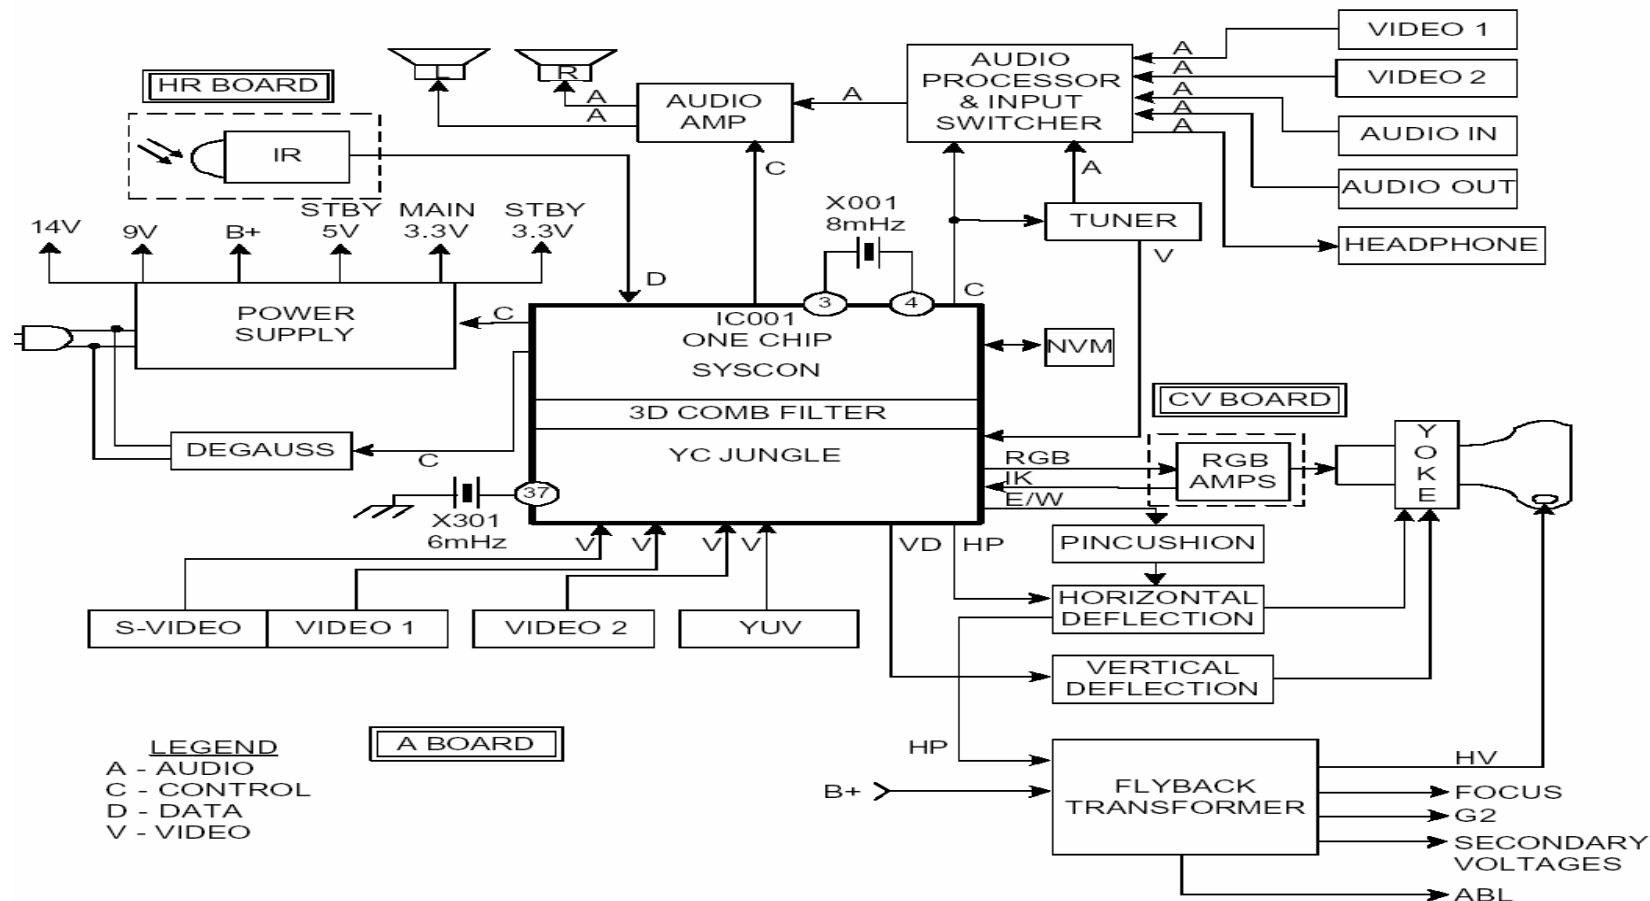 VIDEO 1
VIDEO 2
AUDIO IN
AUDIO OUT
HEADPHONE
A
A
A
A
A
AUDIO
PROCESSOR
& INPUT
SWITCHER
A
AUDIO
AMP
L
R
A
A
HR BOARD
IR
C
A
TUNER
V
X001
8mHz
14V
9V
B+
STBY
5V
MAIN
3.3V
STBY
3.3V
D
C
POWER
SUPPLY
C
3
4
IC001
ONE CHIP
SYSCON
NVM
3D COMB FILTER
YC JUNGLE
DEGAUSS
C
37
X301
6mHz
CV BOARD
RGB
IK
E/W
RGB
AMPS
YOKE
V
V
V
V
VD
HP
S-VIDEO
VIDEO 1
VIDEO 2
YUV
PINCUSHION
HORIZONTAL
DEFLECTION
VERTICAL
DEFLECTION
HP
B+
FLYBACK
TRANSFORMER
HV
FOCUS
G2
SECONDARY
VOLTAGES
ABL
A BOARD
LEGEND
A - AUDIO
C - CONTROL
D - DATA
V - VIDEO